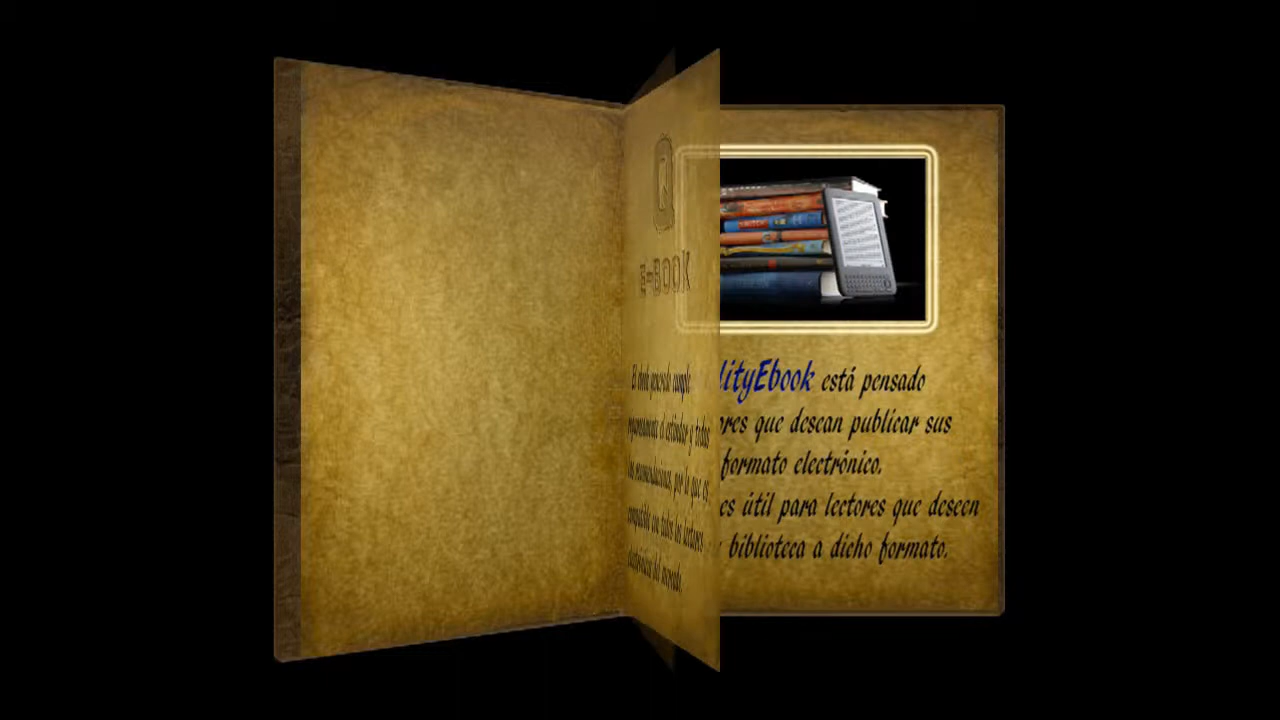 E-BOOK
El ebook generado cumple
rigurosamente el estándar y todas
las recomendaciones, por lo que es
compatible con todos los lectores
electrónicos del mundo.
lityEbook está pensado
ores que desean publicar sus
formato electrónico.
es útil para lectores que deseen
biblioteca a dicho formato.